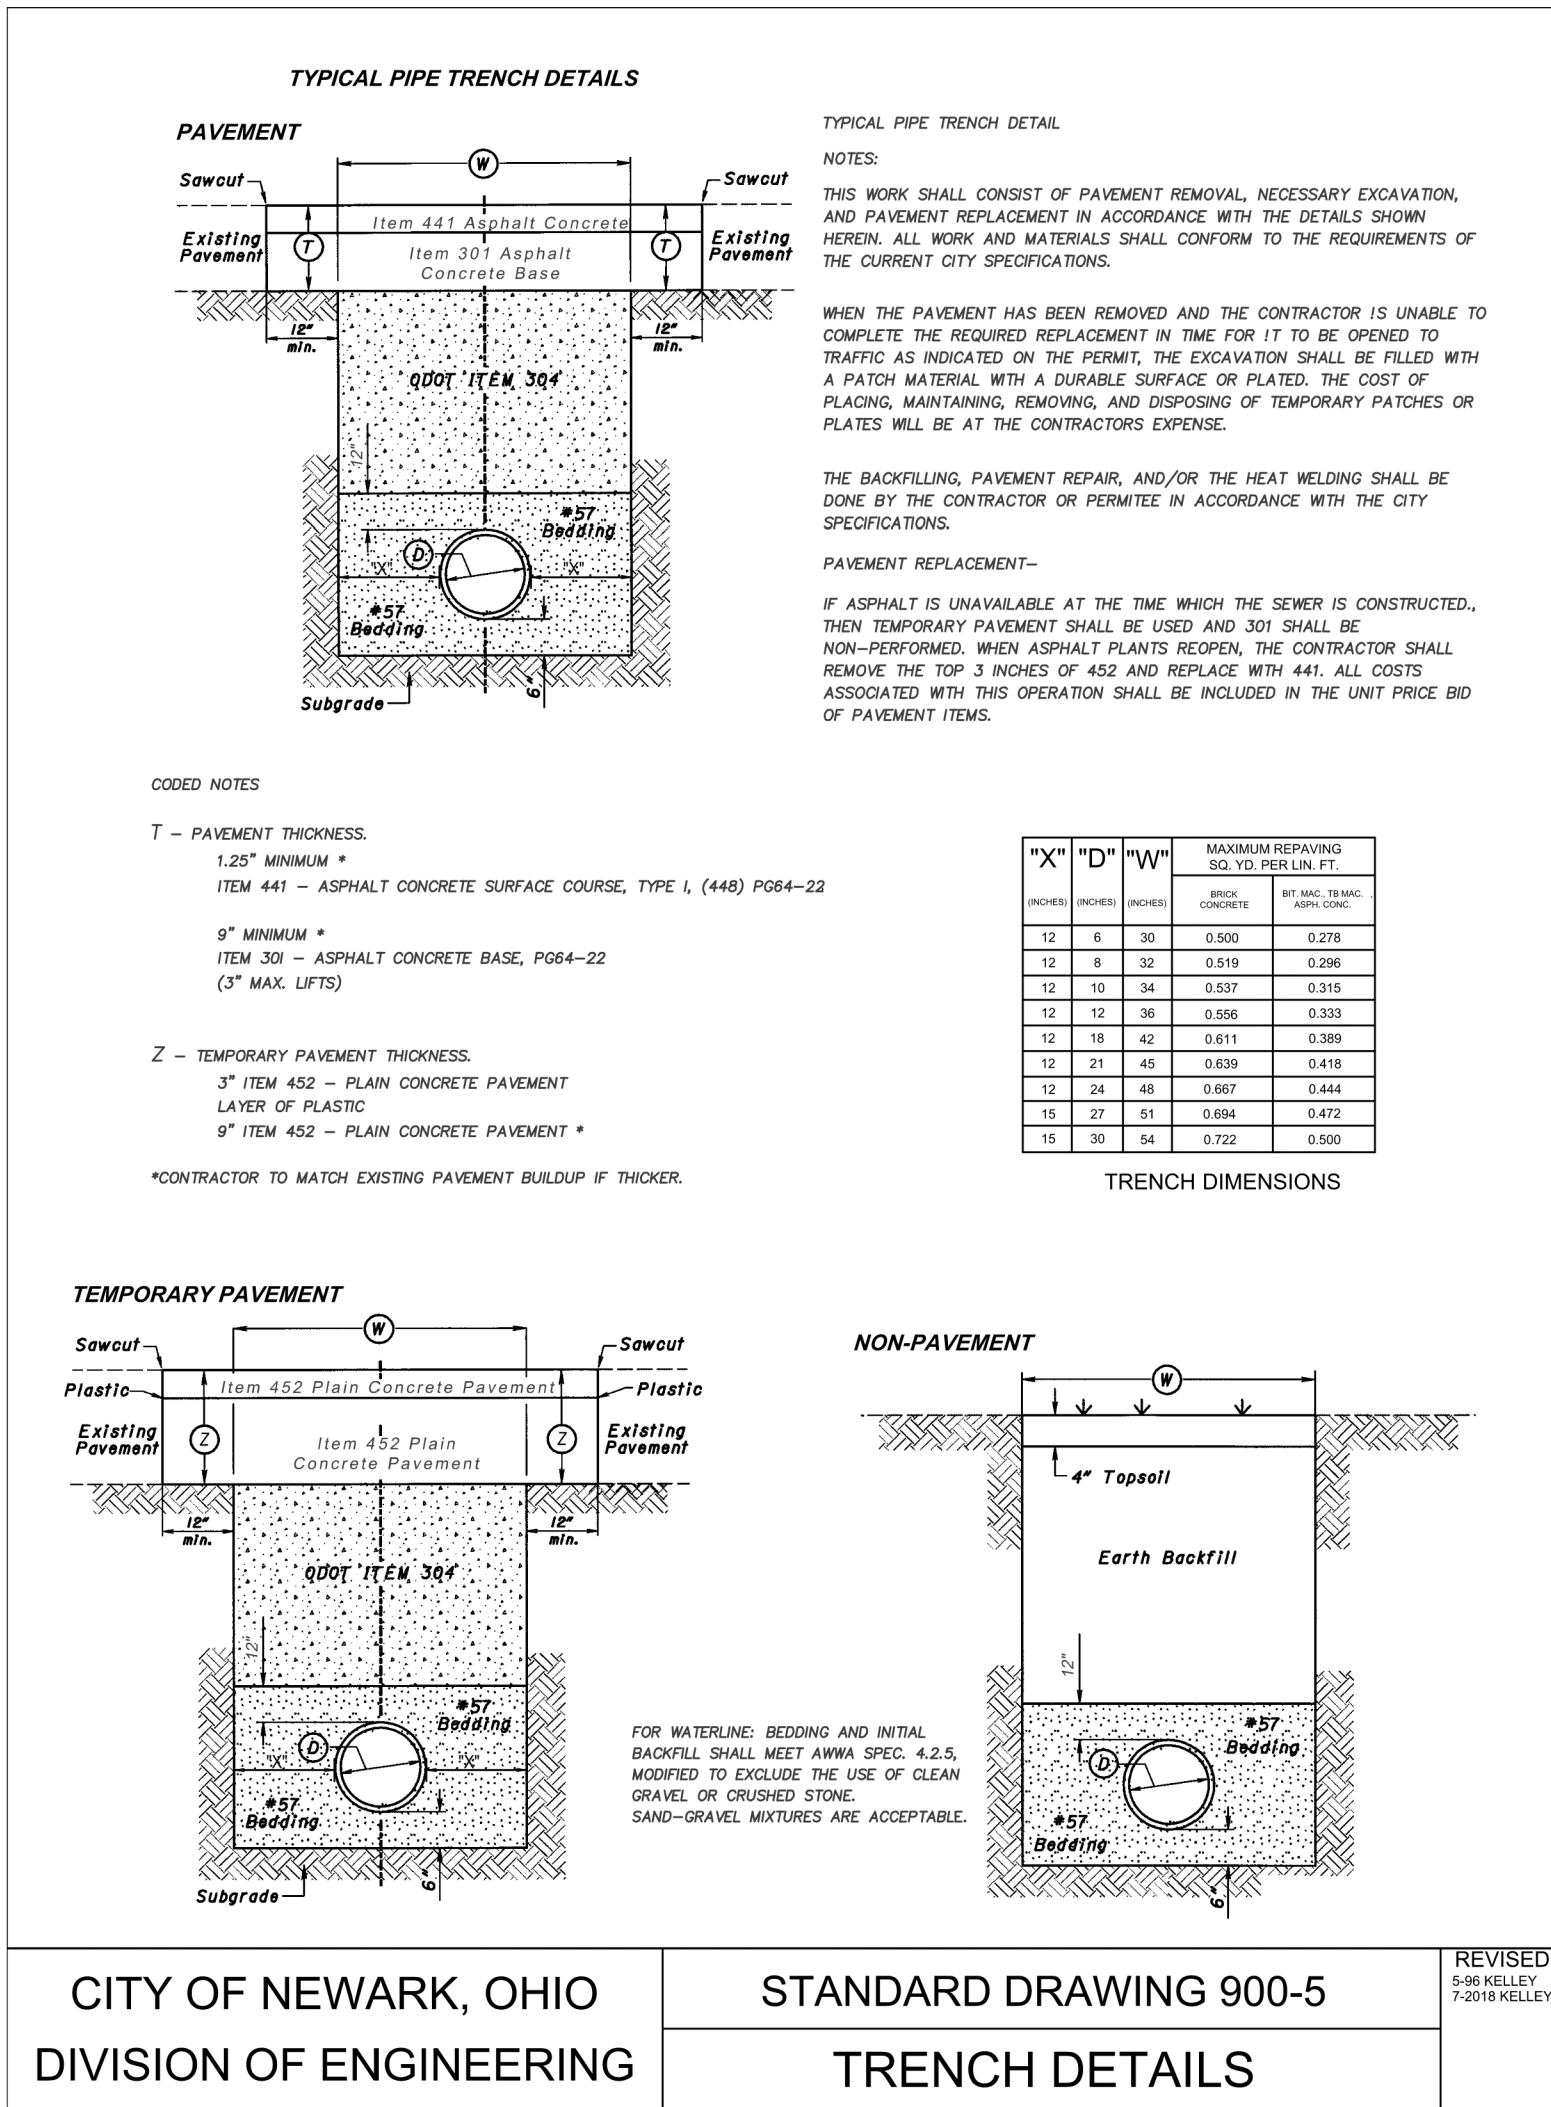 TYPICAL PIPE TRENCH DETAILS
PAVEMENT
W
Sawcut
Sawcut
Item 441 Asphalt Concrete
Existing
Pavement
T
Item 301 Asphalt
Concrete Base
T
Existing
Pavement
12"
min.
12"
min.
ODOT ITEM 304
12"
#57
Bedding
D
"X"
"X"
#57
Bedding
6"
Subgrade
TYPICAL PIPE TRENCH DETAIL
NOTES:
THIS WORK SHALL CONSIST OF PAVEMENT REMOVAL, NECESSARY EXCAVATION,
AND PAVEMENT REPLACEMENT IN ACCORDANCE WITH THE DETAILS SHOWN
HEREIN. ALL WORK AND MATERIALS SHALL CONFORM TO THE REQUIREMENTS OF
THE CURRENT CITY SPECIFICATIONS.
WHEN THE PAVEMENT HAS BEEN REMOVED AND THE CONTRACTOR !S UNABLE TO
COMPLETE THE REQUIRED REPLACEMENT IN TIME FOR !T TO BE OPENED TO
TRAFFIC AS INDICATED ON THE PERMIT, THE EXCAVATION SHALL BE FILLED WITH
A PATCH MATERIAL WITH A DURABLE SURFACE OR PLATED. THE COST OF
PLACING, MAINTAINING, REMOVING, AND DISPOSING OF TEMPORARY PATCHES OR
PLATES WILL BE AT THE CONTRACTORS EXPENSE.
THE BACKFILLING, PAVEMENT REPAIR, AND/OR THE HEAT WELDING SHALL BE
DONE BY THE CONTRACTOR OR PERMITEE IN ACCORDANCE WITH THE CITY
SPECIFICATIONS.
PAVEMENT REPLACEMENT–
IF ASPHALT IS UNAVAILABLE AT THE TIME WHICH THE SEWER IS CONSTRUCTED.,
THEN TEMPORARY PAVEMENT SHALL BE USED AND 301 SHALL BE
NON–PERFORMED. WHEN ASPHALT PLANTS REOPEN, THE CONTRACTOR SHALL
REMOVE THE TOP 3 INCHES OF 452 AND REPLACE WITH 441. ALL COSTS
ASSOCIATED WITH THIS OPERATION SHALL BE INCLUDED IN THE UNIT PRICE BID
OF PAVEMENT ITEMS.
CODED NOTES
T – PAVEMENT THICKNESS.
1.25" MINIMUM *
ITEM 441 – ASPHALT CONCRETE SURFACE COURSE, TYPE I, (448) PG64–22
9" MINIMUM *
ITEM 30I – ASPHALT CONCRETE BASE, PG64–22
(3" MAX. LIFTS)
Z – TEMPORARY PAVEMENT THICKNESS.
3" ITEM 452 – PLAIN CONCRETE PAVEMENT
LAYER OF PLASTIC
9" ITEM 452 – PLAIN CONCRETE PAVEMENT *
*CONTRACTOR TO MATCH EXISTING PAVEMENT BUILDUP IF THICKER.
"X" "D" "W" MAXIMUM REPAVING
SQ. YD. PER LIN. FT.
(INCHES) (INCHES) (INCHES) BRICK
CONCRETE
BIT. MAC., TB MAC. ,
ASPH. CONC.
12 6 30 0.500 0.278
12 8 32 0.519 0.296
12 10 34 0.537 0.315
12 12 36 0.556 0.333
12 18 42 0.611 0.389
12 21 45 0.639 0.418
12 24 48 0.667 0.444
15 27 51 0.694 0.472
15 30 54 0.722 0.500
TRENCH DIMENSIONS
TEMPORARY PAVEMENT
W
Sawcut
Sawcut
Plastic
Item 452 Plain Concrete Pavement
Plastic
Existing
Pavement
Z
Item 452 Plain
Concrete Pavement
Z
Existing
Pavement
12"
min.
12"
min.
ODOT ITEM 304
12"
#57
Bedding
D
"X"
"X"
#57
Bedding
6"
Subgrade
FOR WATERLINE: BEDDING AND INITIAL
BACKFILL SHALL MEET AWWA SPEC. 4.2.5,
MODIFIED TO EXCLUDE THE USE OF CLEAN
GRAVEL OR CRUSHED STONE.
SAND–GRAVEL MIXTURES ARE ACCEPTABLE.
NON-PAVEMENT
W
4" Topsoil
Earth Backfill
12"
#57
Bedding
D
#57
Bedding
6"
CITY OF NEWARK, OHIO
DIVISION OF ENGINEERING
STANDARD DRAWING 900-5
TRENCH DETAILS
REVISED
5-96 KELLEY
7-2018 KELLEY